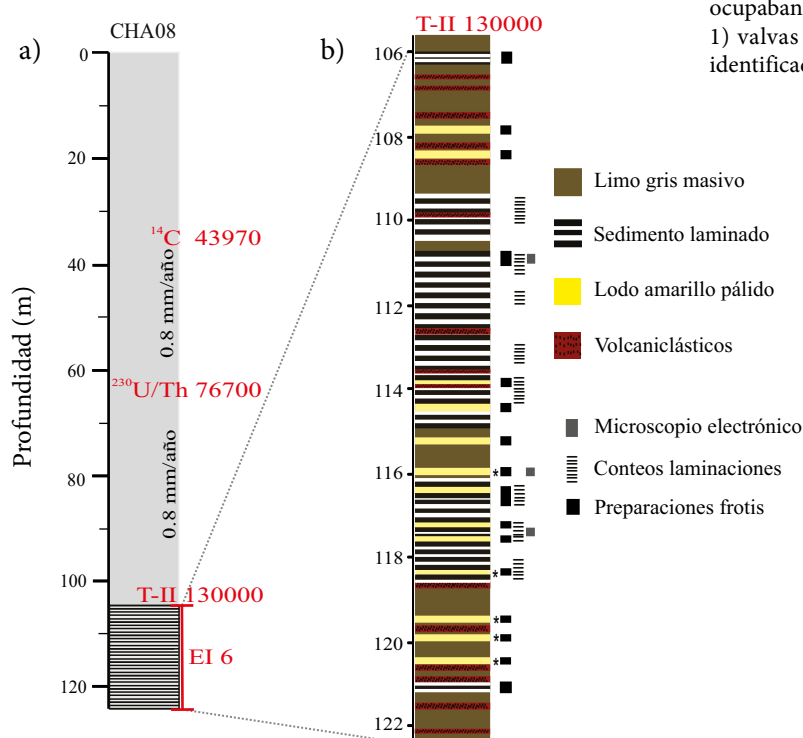 ocupaban
1) valvas
identificad
a)
CHA08
b)
T-II 130000
Profundidad (m)
0
20
40
60
80
100
120
¹⁴C 43970
0.8 mm/año
²³⁰U/Th 76700
0.8 mm/año
T-II 130000
EI 6
106
108
110
112
114
116
118
120
122
*
*
*
*
*
Limo gris masivo
Sedimento laminado
Lodo amarillo pálido
Volcaniclásticos
Microscopio electrónico
Conteos laminaciones
Preparaciones frotis